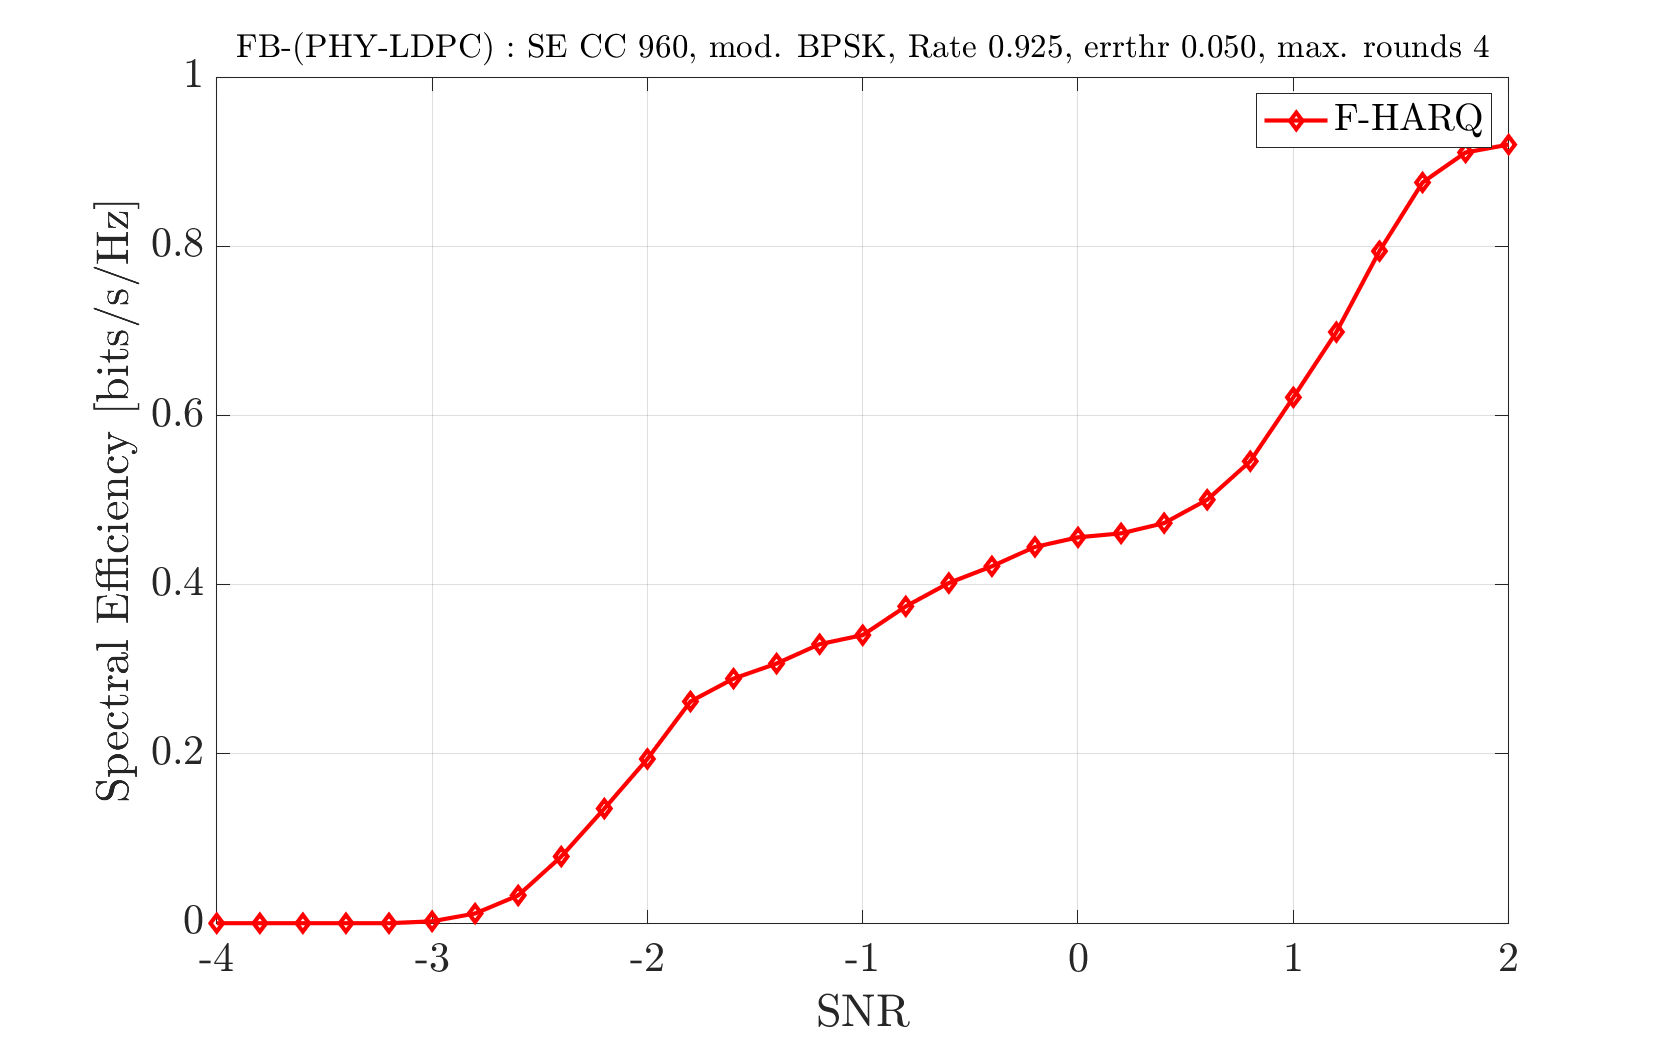 FB-(PHY-LDPC) : SE CC 960, mod. BPSK, Rate 0.925, errthr 0.050, max. rounds 4
F-HARQ
Spectral Efficiency [bits/s/Hz]
1
0.8
0.6
0.4
0.2
0
-4 -3 -2 -1 0 1 2
SNR